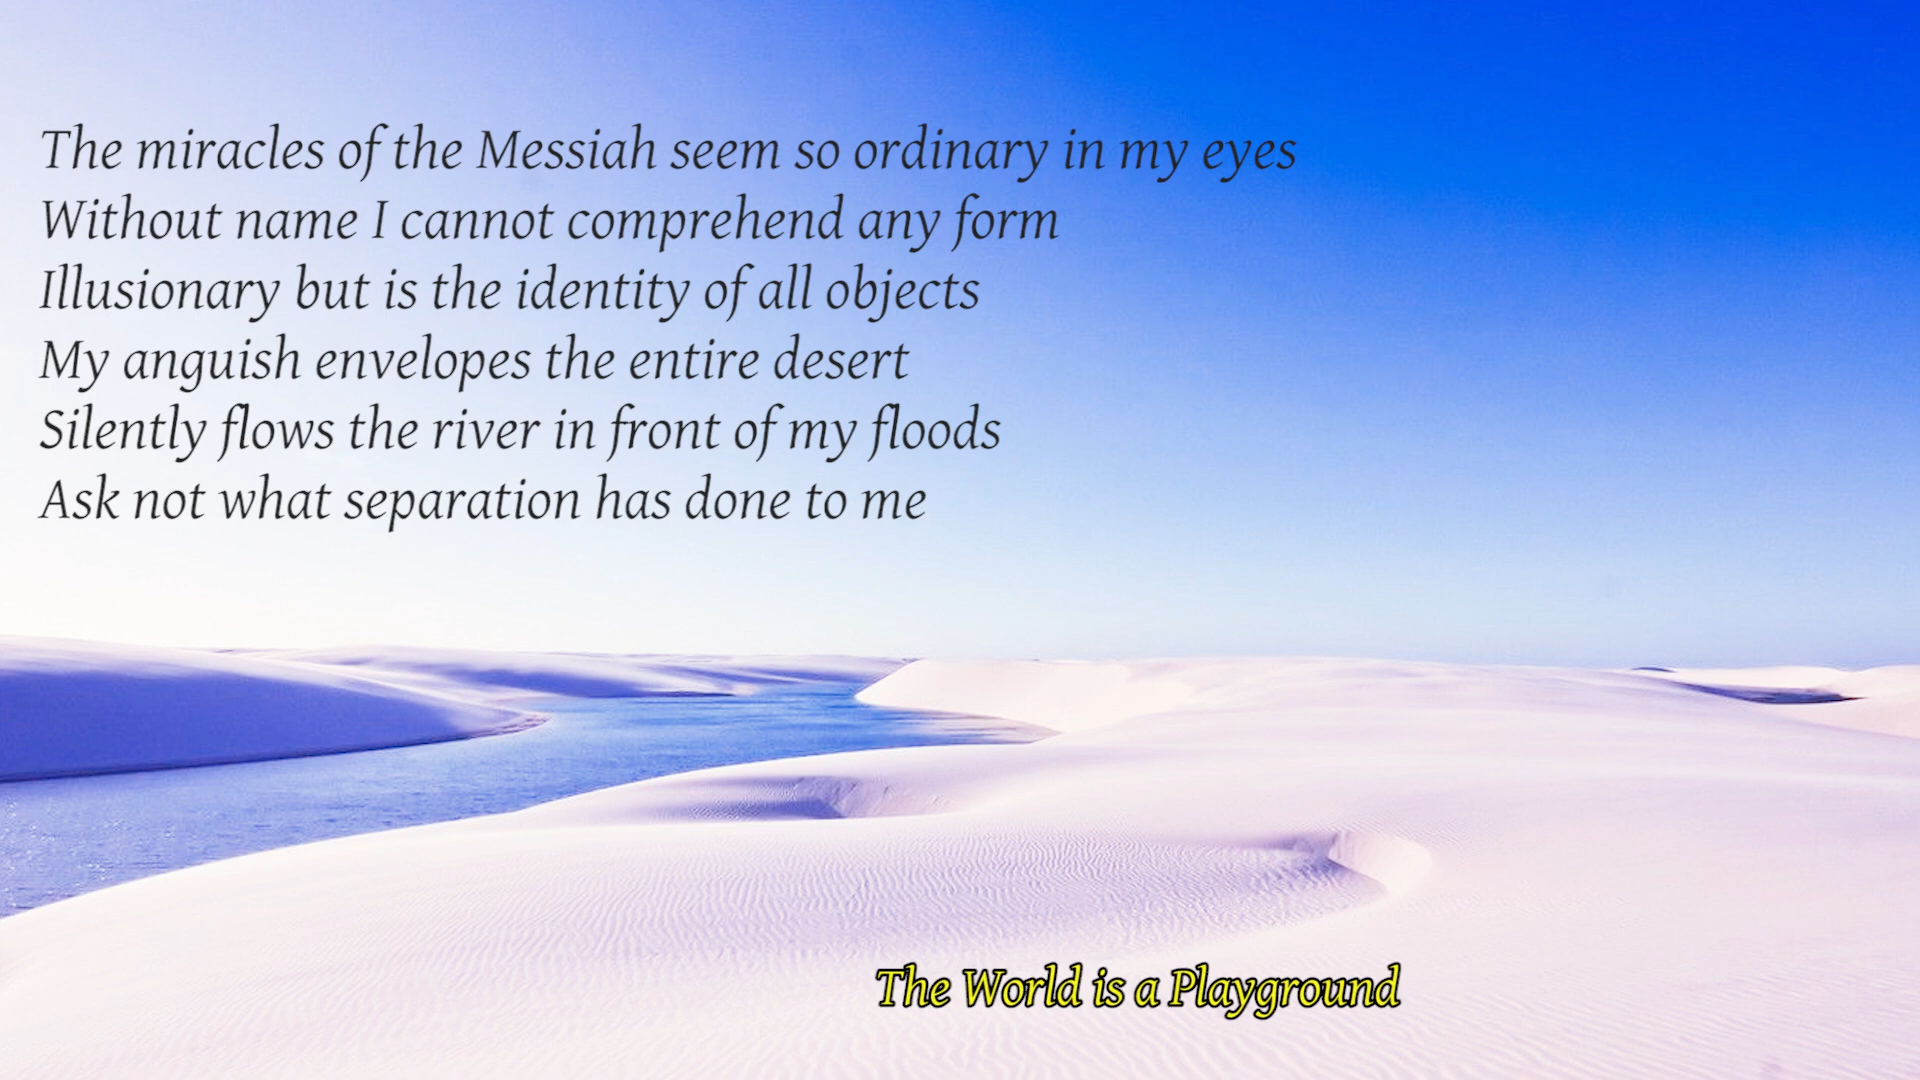 The miracles of the Messiah seem so ordinary in my eyes
Without name I cannot comprehend any form
Illusionary but is the identity of all objects
My anguish envelopes the entire desert
Silently flows the river in front of my floods
Ask not what separation has done to me
The World is a Playground